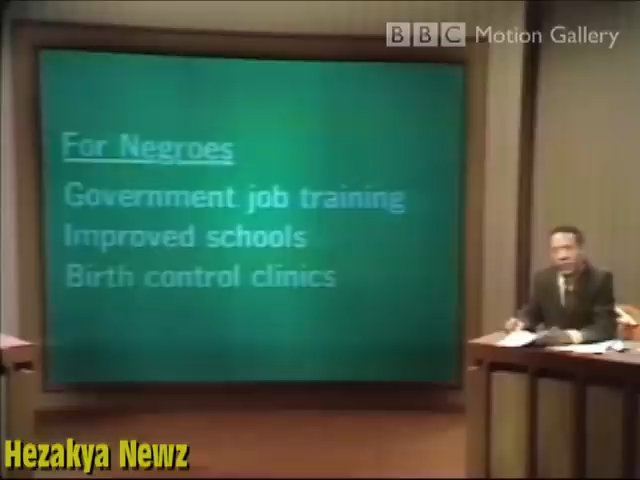 BBC Motion Gallery
For Negroes
Government job training
Improved schools
Birth control clinics
Hezakya Newz